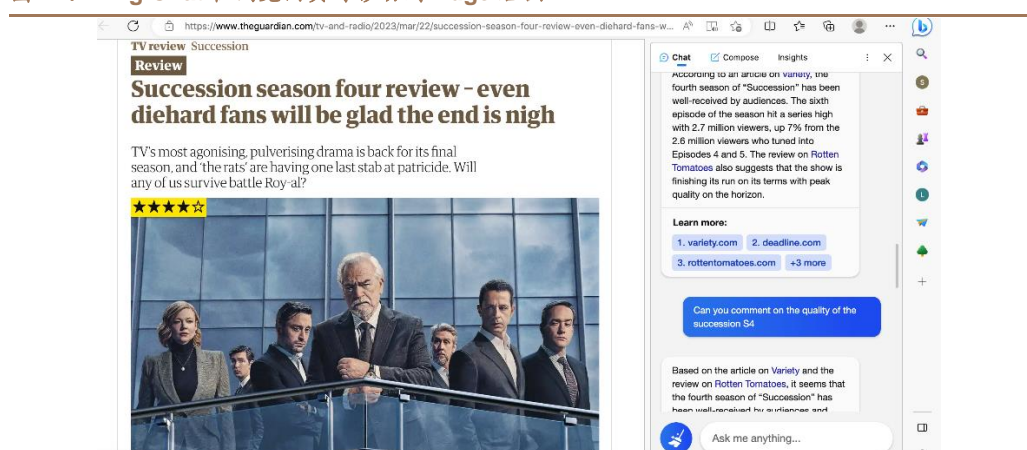 https://www.theguardian.com/tv-and-radio/2023/mar/22/succession-season-four-review-even-diehard-fans-w...
TV review Succession
Review
Succession season four review – even
diehard fans will be glad the end is nigh
TV's most agonising, pulverising drama is back for its final
season, and 'the rats' are having one last stab at patricide. Will
any of us survive battle Roy-al?
Chat Compose Insights
According to an article on Variety, the
fourth season of "Succession" has been
well-received by audiences. The sixth
episode of the season hit a series high
with 2.7 million viewers, up 7% from the
2.6 million viewers who tuned into
Episodes 4 and 5. The review on Rotten
Tomatoes also suggests that the show is
finishing its run on its terms with peak
quality on the horizon.
Learn more:
1. variety.com 2. deadline.com
3. rottentomatoes.com +3 more
Can you comment on the quality of the
succession S4
Based on the article on Variety and the
review on Rotten Tomatoes, it seems that
the fourth season of "Succession" has
been well-received by audiences and
Ask me anything...